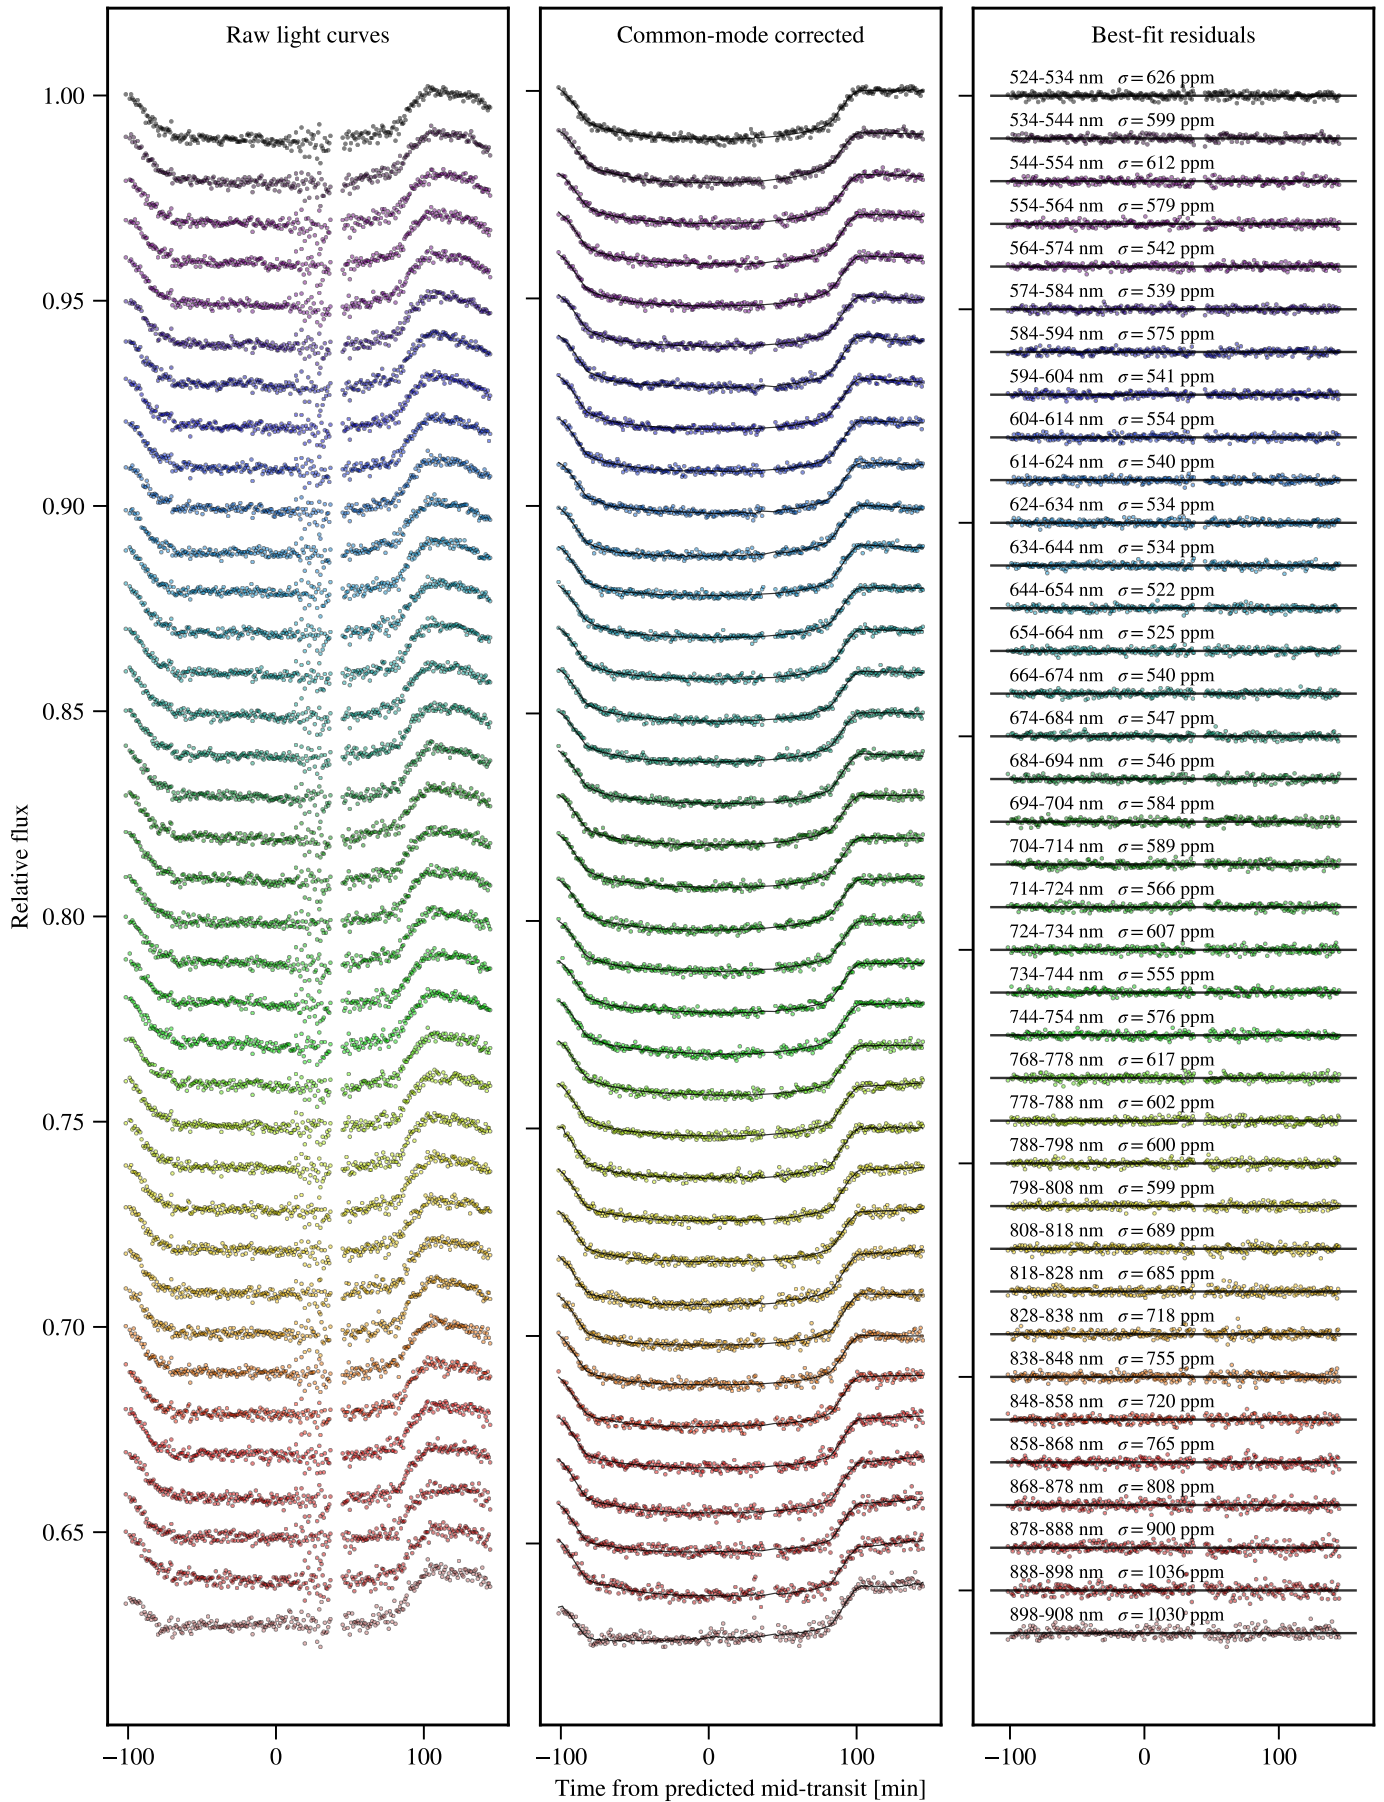 Raw light curves
Common-mode corrected
Best-fit residuals
Relative flux
1.00
0.95
0.90
0.85
0.80
0.75
0.70
0.65
524-534 nm σ = 626 ppm
534-544 nm σ = 599 ppm
544-554 nm σ = 612 ppm
554-564 nm σ = 579 ppm
564-574 nm σ = 542 ppm
574-584 nm σ = 539 ppm
584-594 nm σ = 575 ppm
594-604 nm σ = 541 ppm
604-614 nm σ = 554 ppm
614-624 nm σ = 540 ppm
624-634 nm σ = 534 ppm
634-644 nm σ = 534 ppm
644-654 nm σ = 522 ppm
654-664 nm σ = 525 ppm
664-674 nm σ = 540 ppm
674-684 nm σ = 547 ppm
684-694 nm σ = 546 ppm
694-704 nm σ = 584 ppm
704-714 nm σ = 589 ppm
714-724 nm σ = 566 ppm
724-734 nm σ = 607 ppm
734-744 nm σ = 555 ppm
744-754 nm σ = 576 ppm
768-778 nm σ = 617 ppm
778-788 nm σ = 602 ppm
788-798 nm σ = 600 ppm
798-808 nm σ = 599 ppm
808-818 nm σ = 689 ppm
818-828 nm σ = 685 ppm
828-838 nm σ = 718 ppm
838-848 nm σ = 755 ppm
848-858 nm σ = 720 ppm
858-868 nm σ = 765 ppm
868-878 nm σ = 808 ppm
878-888 nm σ = 900 ppm
888-898 nm σ = 1036 ppm
898-908 nm σ = 1030 ppm
−100 0 100
−100 0 100
−100 0 100
Time from predicted mid-transit [min]